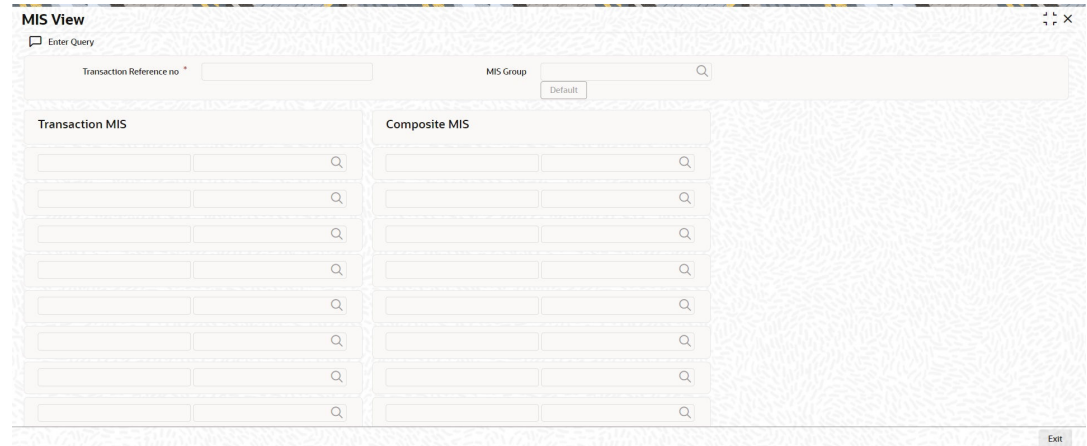 MIS View
Enter Query
Transaction Reference no * MIS Group
Default
Transaction MIS Composite MIS
Exit